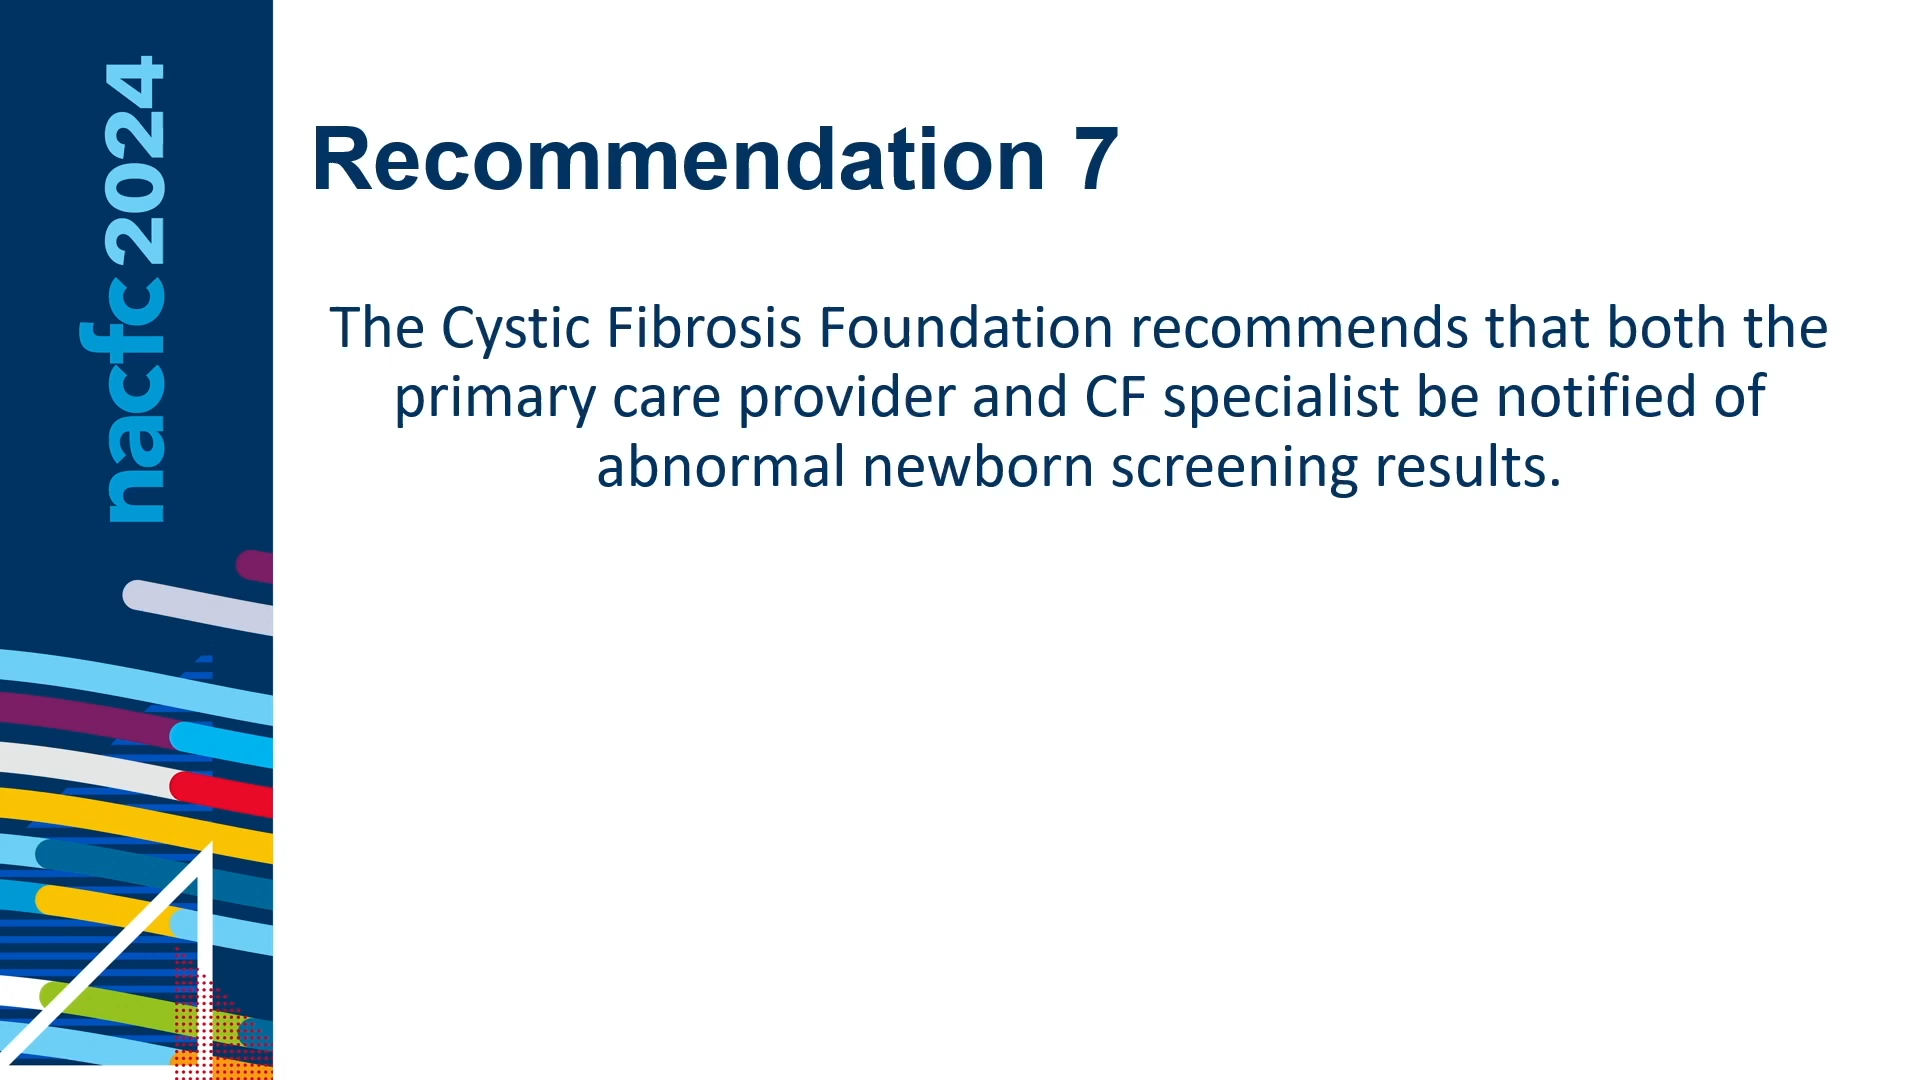 nacfc2024
Recommendation 7
The Cystic Fibrosis Foundation recommends that both the
primary care provider and CF specialist be notified of
abnormal newborn screening results.